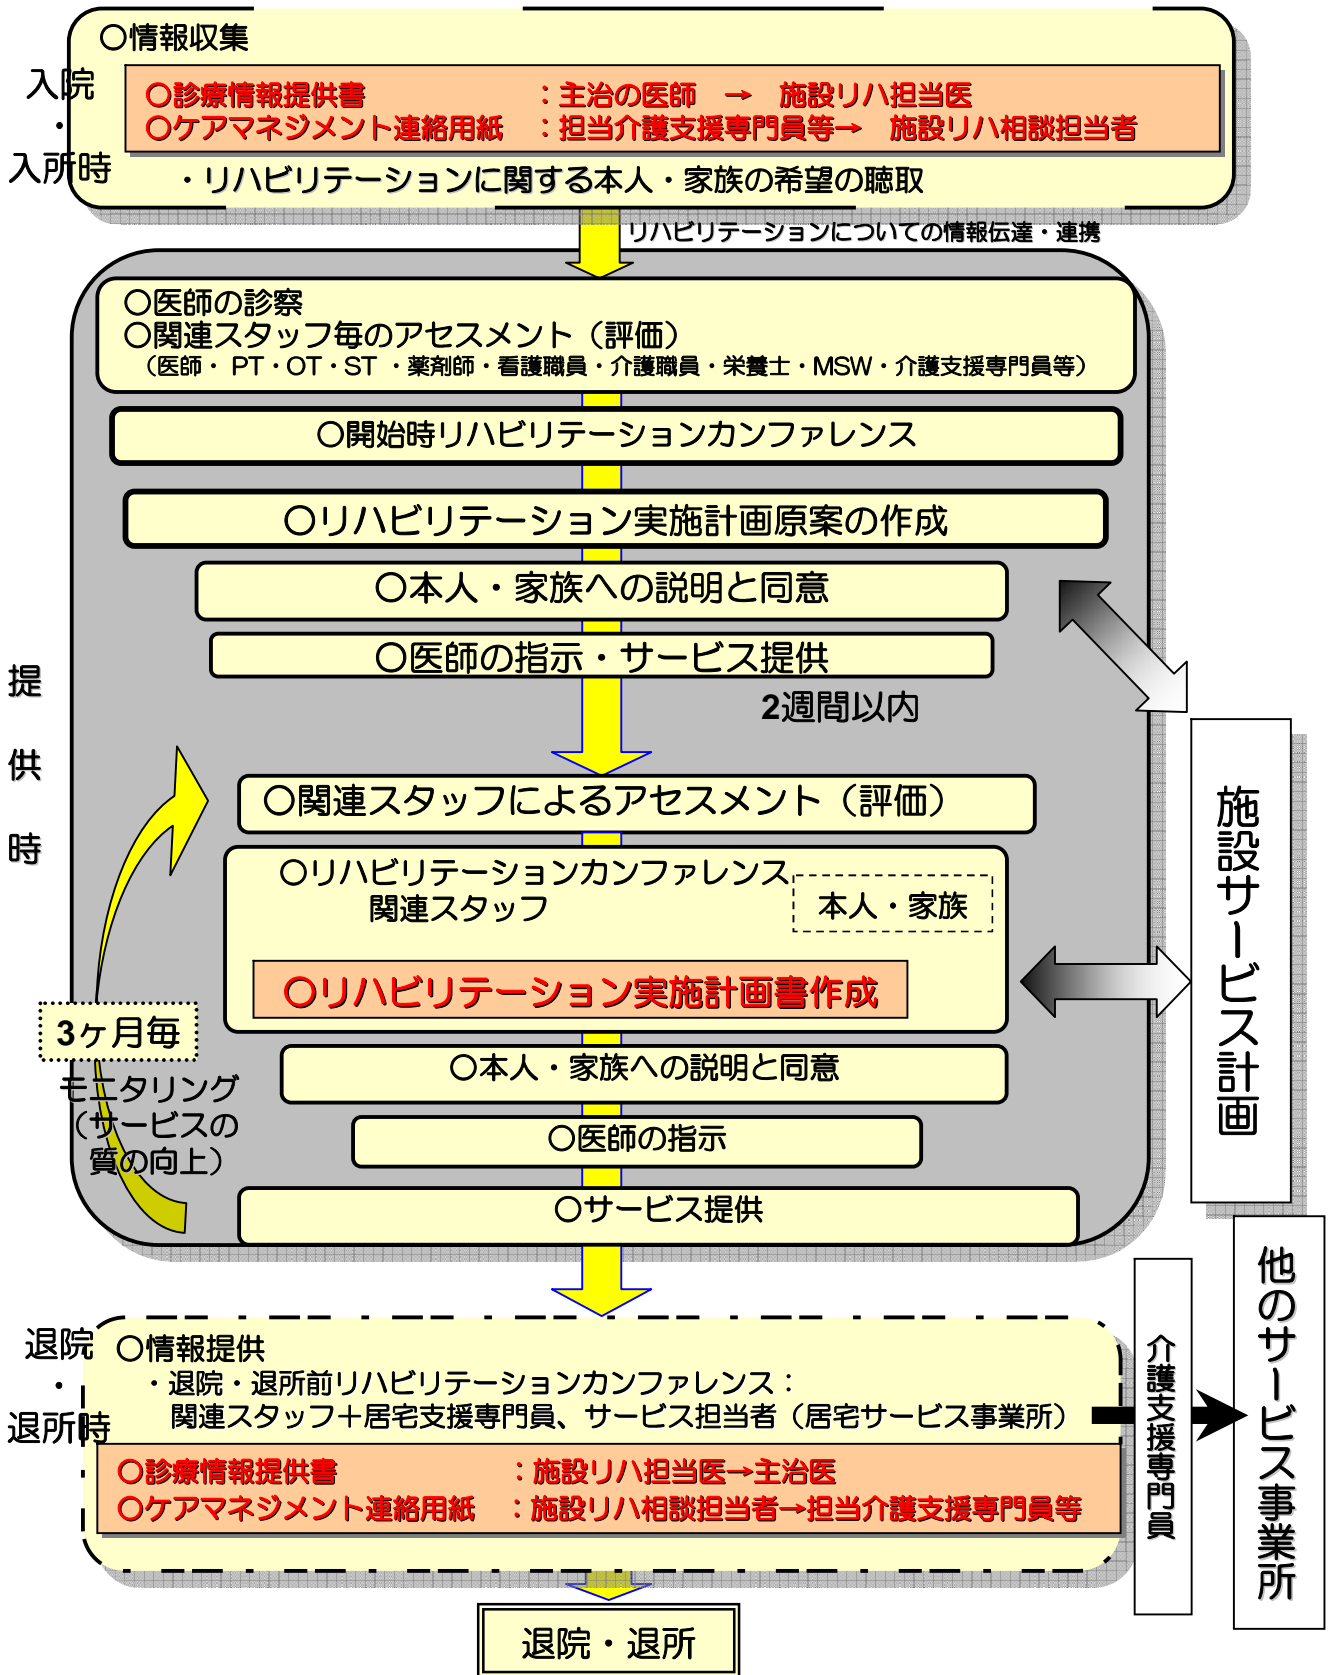 ○情報収集
入院
・
入所時
○診療情報提供書 ：主治の医師 → 施設リハ担当医
○ケアマネジメント連絡用紙 ：担当介護支援専門員等→ 施設リハ相談担当者
・リハビリテーションに関する本人・家族の希望の聴取
リハビリテーションについての情報伝達・連携
提供時
○医師の診察
○関連スタッフ毎のアセスメント（評価）
（医師・ PT・OT・ST ・薬剤師・看護職員・介護職員・栄養士・MSW・介護支援専門員等）
○開始時リハビリテーションカンファレンス
○リハビリテーション実施計画原案の作成
○本人・家族への説明と同意
○医師の指示・サービス提供
2週間以内
○関連スタッフによるアセスメント（評価）
○リハビリテーションカンファレンス
関連スタッフ
本人・家族
○リハビリテーション実施計画書作成
3ヶ月毎
モニタリング
（サービスの
質の向上）
○本人・家族への説明と同意
○医師の指示
○サービス提供
施設サービス計画
退院
・
退所時
○情報提供
・退院・退所前リハビリテーションカンファレンス：
関連スタッフ＋居宅支援専門員、サービス担当者（居宅サービス事業所）
○診療情報提供書 ：施設リハ担当医→主治医
○ケアマネジメント連絡用紙 ：施設リハ相談担当者→担当介護支援専門員等
介護支援専門員
他のサービス事業所
退院・退所